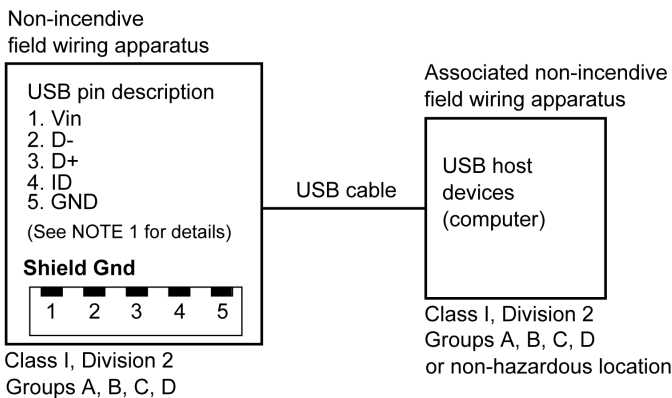 Non-incendive
field wiring apparatus
USB pin description
1. Vin
2. D-
3. D+
4. ID
5. GND
(See NOTE 1 for details)
Shield Gnd
1 2 3 4 5
Class I, Division 2
Groups A, B, C, D
USB cable
Associated non-incendive
field wiring apparatus
USB host
devices
(computer)
Class I, Division 2
Groups A, B, C, D
or non-hazardous location